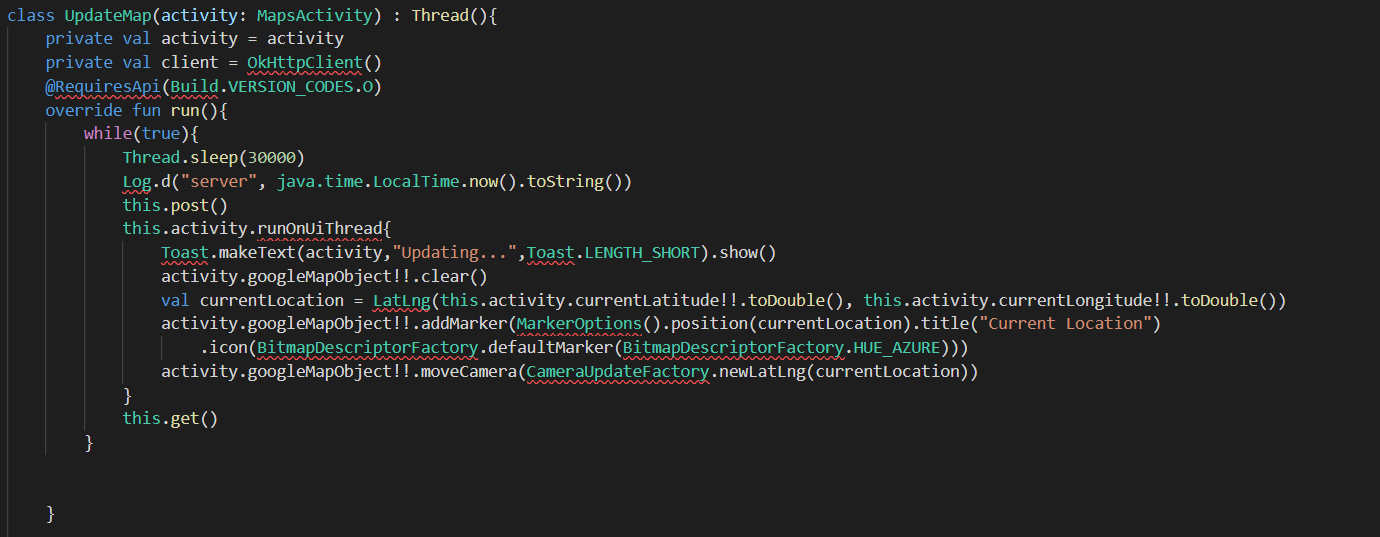 class UpdateMap(activity: MapsActivity) : Thread(){
    private val activity = activity
    private val client = OkHttpClient()
    @RequiresApi(Build.VERSION_CODES.O)
    override fun run(){
        while(true){
            Thread.sleep(30000)
            Log.d("server", java.time.LocalTime.now().toString())
            this.post()
            this.activity.runOnUiThread{
                Toast.makeText(activity,"Updating...",Toast.LENGTH_SHORT).show()
                activity.googleMapObject!!.clear()
                val currentLocation = LatLng(this.activity.currentLatitude!!.toDouble(), this.activity.currentLongitude!!.toDouble())
                activity.googleMapObject!!.addMarker(MarkerOptions().position(currentLocation).title("Current Location")
                    .icon(BitmapDescriptorFactory.defaultMarker(BitmapDescriptorFactory.HUE_AZURE)))
                activity.googleMapObject!!.moveCamera(CameraUpdateFactory.newLatLng(currentLocation))
            }
            this.get()
        }
    }